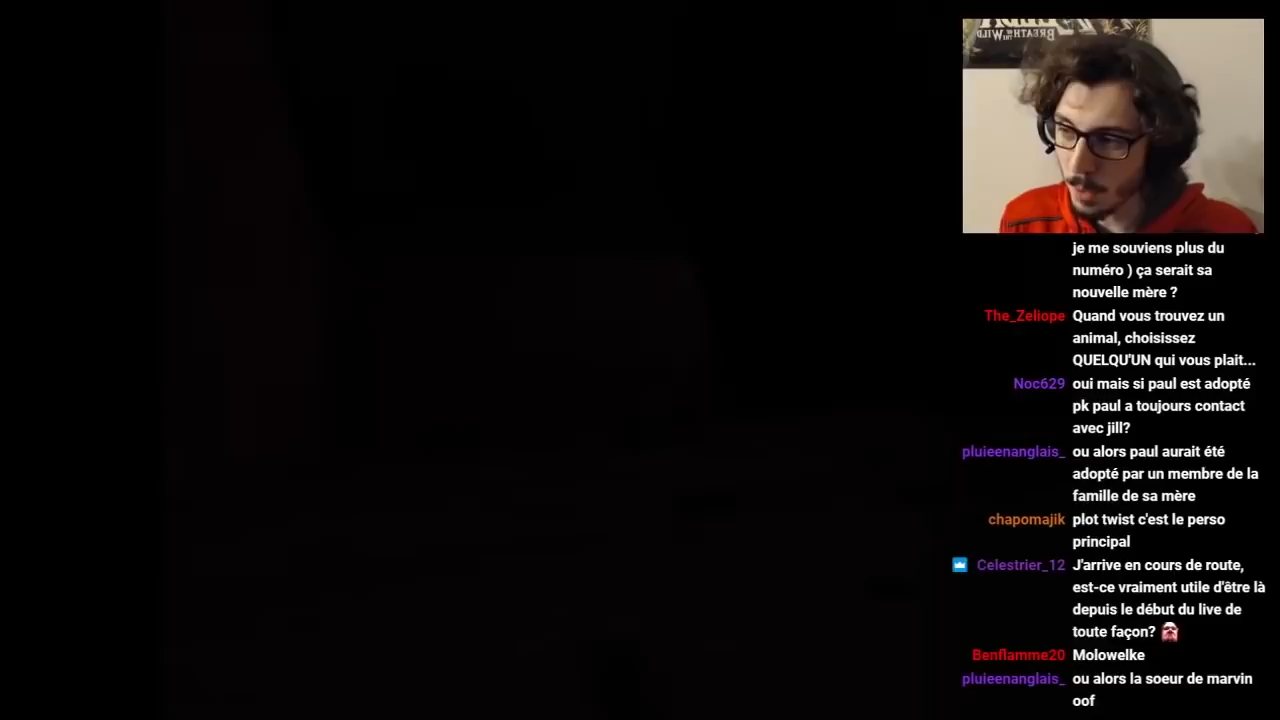 BREATH OF THE WILD
je me souviens plus du
numéro ) ça serait sa
nouvelle mère ?
The_Zeliope Quand vous trouvez un
animal, choisissez
QUELQU'UN qui vous plait...
Noc629 oui mais si paul est adopté
pk paul a toujours contact
avec jill?
pluieenanglais_ ou alors paul aurait été
adopté par un membre de la
famille de sa mère
chapomajik plot twist c'est le perso
principal
Celestrier_12 J'arrive en cours de route,
est-ce vraiment utile d'être là
depuis le début du live de
toute façon?
Benflamme20 Molowelke
pluieenanglais_ ou alors la soeur de marvin
oof